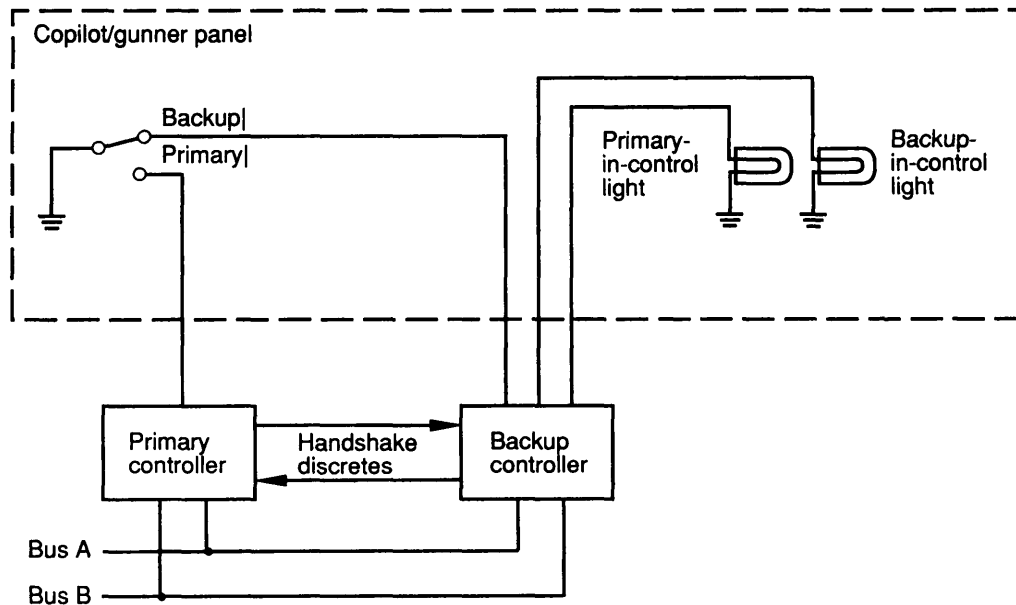 Copilot/gunner panel
Backup|
Primary|
Primary-
in-control
light
Backup-
in-control
light
Primary
controller
Handshake
discretes
Backup
controller
Bus A
Bus B